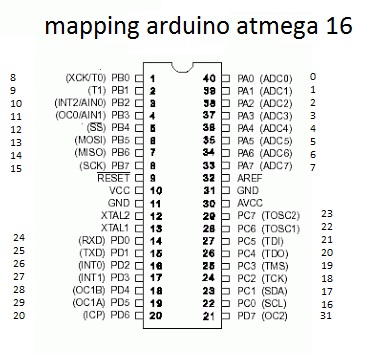 mapping arduino atmega 16
8 (XCK/T0) PB0 1 40 PA0 (ADC0) 0
9 (T1) PB1 2 39 PA1 (ADC1) 1
10 (INT2/AIN0) PB2 3 38 PA2 (ADC2) 2
11 (OC0/AIN1) PB3 4 37 PA3 (ADC3) 3
12 (SS) PB4 5 36 PA4 (ADC4) 4
13 (MOSI) PB5 6 35 PA5 (ADC5) 5
14 (MISO) PB6 7 34 PA6 (ADC6) 6
15 (SCK) PB7 8 33 PA7 (ADC7) 7
RESET 9 32 AREF
VCC 10 31 GND
GND 11 30 AVCC
XTAL2 12 29 PC7 (TOSC2) 23
XTAL1 13 28 PC6 (TOSC1) 22
24 (RXD) PD0 14 27 PC5 (TDI) 21
25 (TXD) PD1 15 26 PC4 (TDO) 20
26 (INT0) PD2 16 25 PC3 (TMS) 19
27 (INT1) PD3 17 24 PC2 (TCK) 18
28 (OC1B) PD4 18 23 PC1 (SDA) 17
29 (OC1A) PD5 19 22 PC0 (SCL) 16
20 (ICP) PD6 20 21 PD7 (OC2) 31